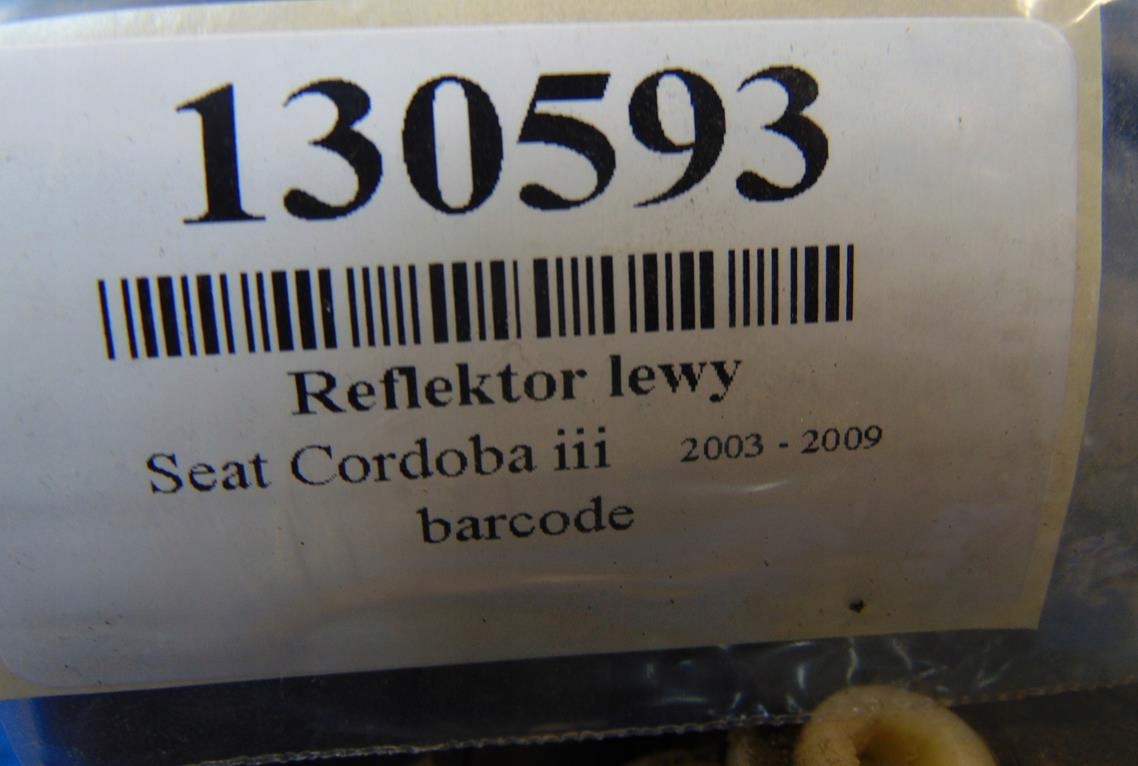 130593
Reflektor lewy
Seat Cordoba iii 2003 - 2009
barcode